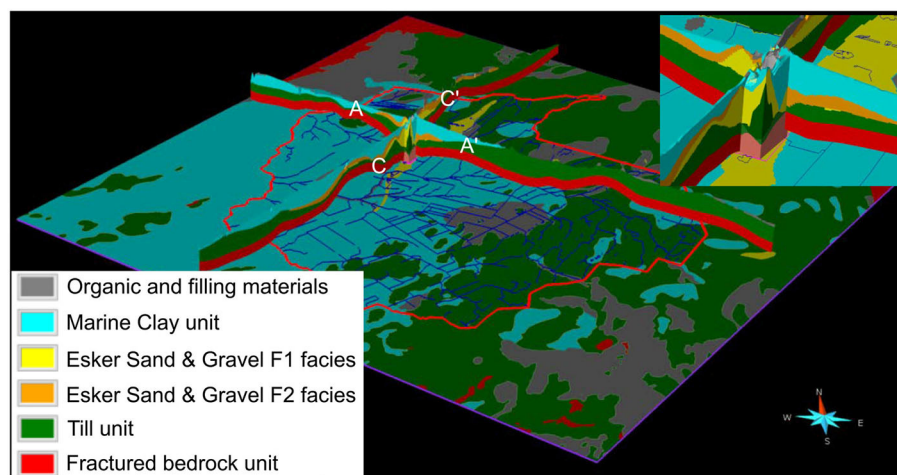 A
C'
A'
C
Organic and filling materials
Marine Clay unit
Esker Sand & Gravel F1 facies
Esker Sand & Gravel F2 facies
Till unit
Fractured bedrock unit
N
W
E
S